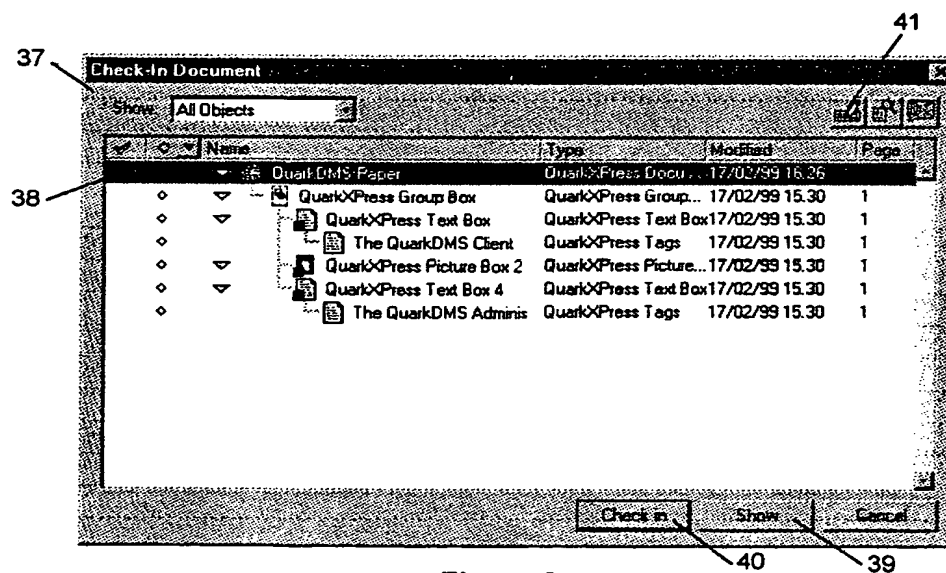 41
37
Check-In Document
Show: All Objects
Name Type Modified Page
38
QuarkDMS-Paper QuarkXPress Docu... 17/02/99 16.26
QuarkXPress Group Box QuarkXPress Group... 17/02/99 15.30 1
QuarkXPress Text Box QuarkXPress Text Box 17/02/99 15.30 1
The QuarkDMS Client QuarkXPress Tags 17/02/99 15.30 1
QuarkXPress Picture Box 2 QuarkXPress Picture... 17/02/99 15.30 1
QuarkXPress Text Box 4 QuarkXPress Text Box 17/02/99 15.30 1
The QuarkDMS Adminis QuarkXPress Tags 17/02/99 15.30 1
Check in Show Cancel
40
39